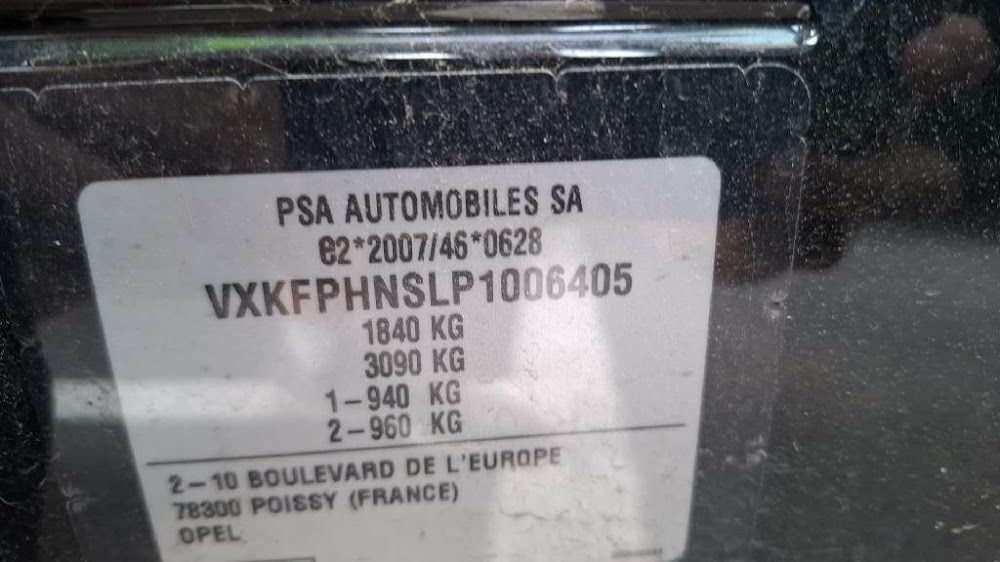 PSA AUTOMOBILES SA
e2*2007/46*0628
VXKFPHNSLP1006405
1840 KG
3090 KG
1-940 KG
2-960 KG
2-10 BOULEVARD DE L'EUROPE
78300 POISSY (FRANCE)
OPEL